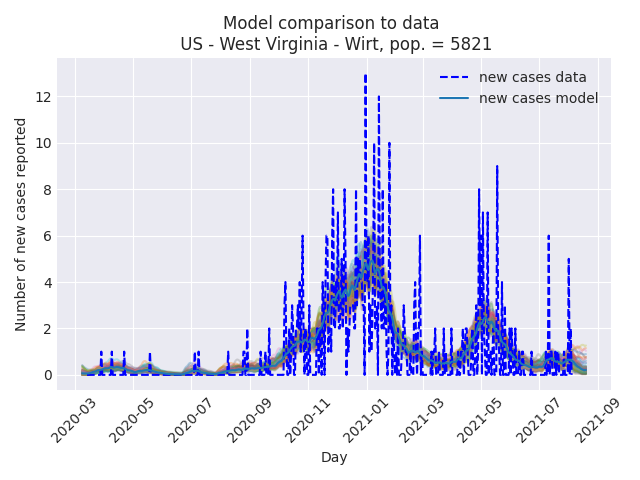 Model comparison to data
US - West Virginia - Wirt, pop. = 5821
new cases data
new cases model
Number of new cases reported
12
10
8
6
4
2
0
2020-03
2020-05
2020-07
2020-09
2020-11
2021-01
2021-03
2021-05
2021-07
2021-09
Day